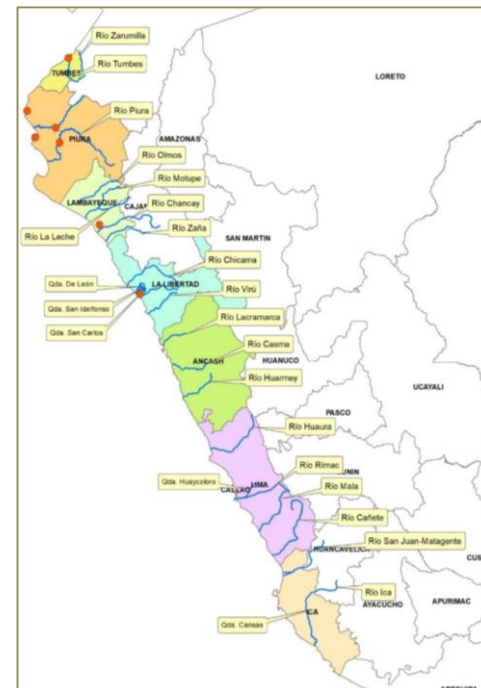 Río Zarumilla
Río Tumbes
TUMBES
LORETO
Río Piura
PIURA
AMAZONAS
Río Olmos
Río Motupe
LAMBAYEQUE
Río Chancay
Río La Leche
Río Zaña
SAN MARTIN
Río Chicama
Qda. De León
LA LIBERTAD
Río Virú
Qda. San Idelfonso
Qda. San Carlos
Río Lacramarca
Río Casma
ANCASH
HUANUCO
Río Huarmey
UCAYALI
PASCO
Río Huaura
Río Rimac
Qda. Huaycoloro
LIMA
Río Mala
Río Cañete
Río San Juan-Matagente
HUANCAVELICA
Río Ica
AYACUCHO
APURIMAC
ICA
Qda. Cansas